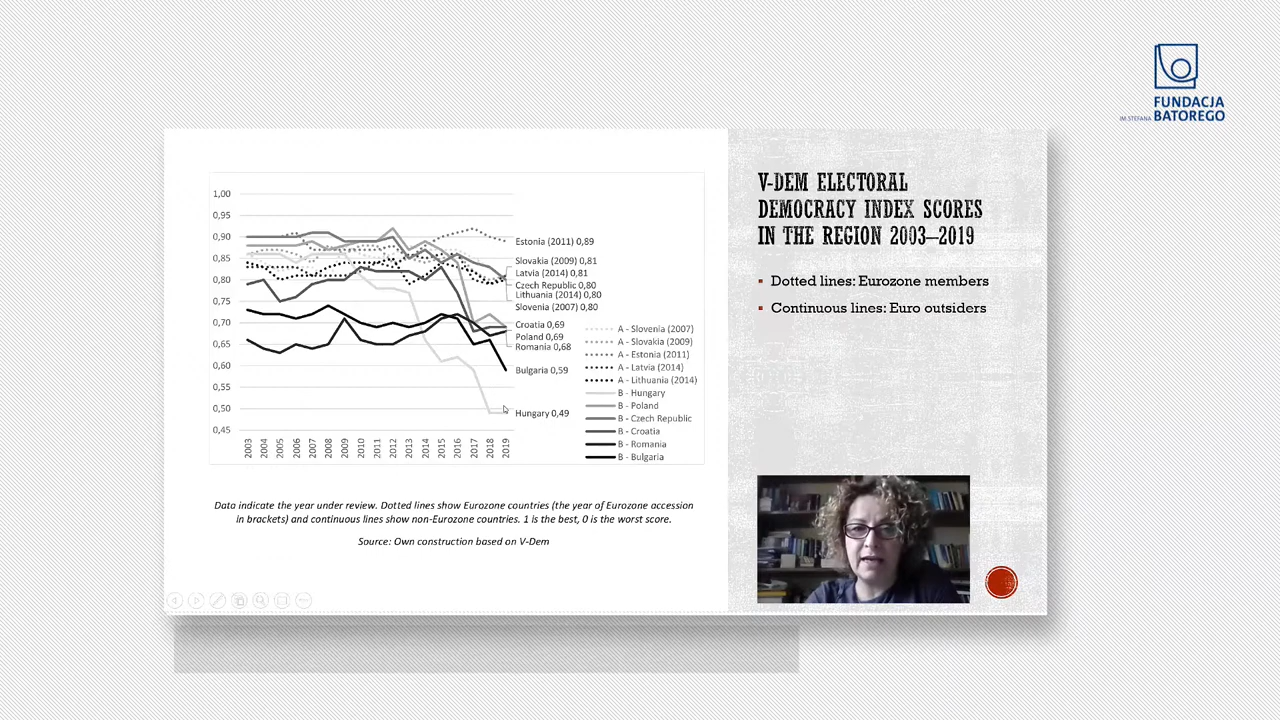 FUNDACJA
IM. STEFANA BATOREGO
V-DEM ELECTORAL
DEMOCRACY INDEX SCORES
IN THE REGION 2003–2019
▪ Dotted lines: Eurozone members
▪ Continuous lines: Euro outsiders
1,00
0,95
0,90
0,85
0,80
0,75
0,70
0,65
0,60
0,55
0,50
0,45
2003 2004 2005 2006 2007 2008 2009 2010 2011 2012 2013 2014 2015 2016 2017 2018 2019
Estonia (2011) 0,89
Slovakia (2009) 0,81
Latvia (2014) 0,81
Czech Republic 0,80
Lithuania (2014) 0,80
Slovenia (2007) 0,80
Croatia 0,69
Poland 0,69
Romania 0,68
Bulgaria 0,59
Hungary 0,49
A - Slovenia (2007)
A - Slovakia (2009)
A - Estonia (2011)
A - Latvia (2014)
A - Lithuania (2014)
B - Hungary
B - Poland
B - Czech Republic
B - Croatia
B - Romania
B - Bulgaria
Data indicate the year under review. Dotted lines show Eurozone countries (the year of Eurozone accession
in brackets) and continuous lines show non-Eurozone countries. 1 is the best, 0 is the worst score.
Source: Own construction based on V-Dem